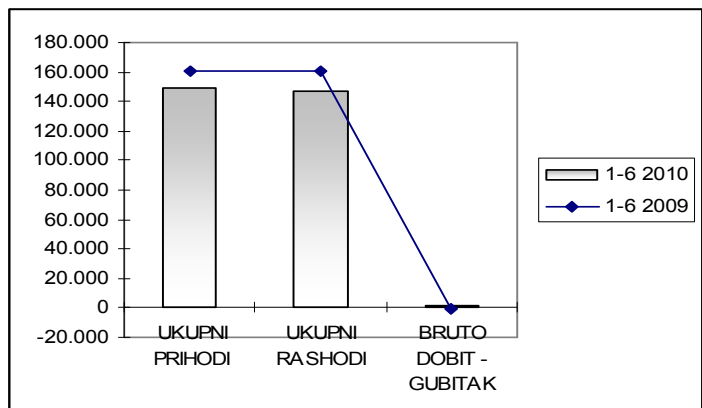 180.000
160.000
140.000
120.000
100.000
80.000
60.000
40.000
20.000
0
-20.000
UKUPNI
PRIHODI
UKUPNI
RASHODI
BRUTO
DOBIT -
GUBITAK
1-6 2010
1-6 2009